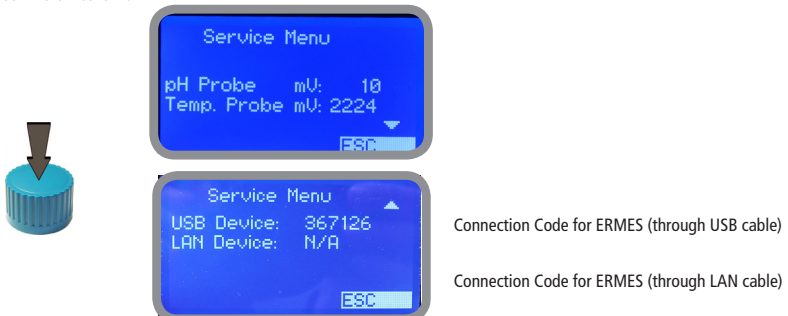 Service Menu
pH Probe mV: 10
Temp. Probe mV: 2224
ESC
Service Menu
USB Device: 367126
LAN Device: N/A
ESC
Connection Code for ERMES (through USB cable)
Connection Code for ERMES (through LAN cable)